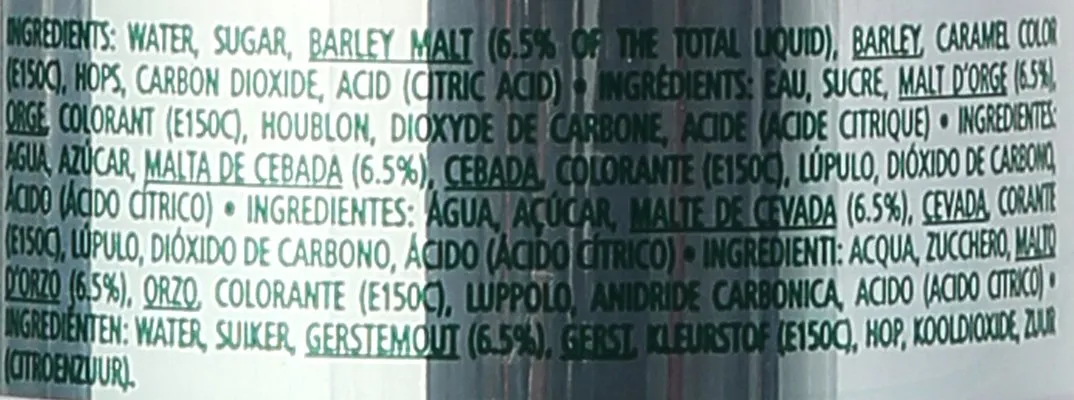 INGREDIENTS: WATER, SUGAR, BARLEY MALT (6.5% OF THE TOTAL LIQUID), BARLEY, CARAMEL COLOR
(E150C), HOPS, CARBON DIOXIDE, ACID (CITRIC ACID) • INGRÉDIENTS: EAU, SUCRE, MALT D'ORGE (6.5%),
ORGE, COLORANT (E150C), HOUBLON, DIOXYDE DE CARBONE, ACIDE (ACIDE CITRIQUE) • INGREDIENTES:
AGUA, AZÚCAR, MALTA DE CEBADA (6.5%), CEBADA, COLORANTE (E150C), LÚPULO, DIÓXIDO DE CARBONO,
ÁCIDO (ÁCIDO CÍTRICO) • INGREDIENTES: ÁGUA, AÇÚCAR, MALTE DE CEVADA (6.5%), CEVADA, CORANTE
(E150C), LÚPULO, DIÓXIDO DE CARBONO, ÁCIDO (ÁCIDO CÍTRICO) • INGREDIENTI: ACQUA, ZUCCHERO, MALTO
D'ORZO (6.5%), ORZO, COLORANTE (E150C), LUPPOLO, ANIDRIDE CARBONICA, ACIDO (ACIDO CITRICO) •
INGREDIËNTEN: WATER, SUIKER, GERSTEMOUT (6.5%), GERST, KLEURSTOF (E150C), HOP, KOOLDIOXIDE, ZUUR
(CITROENZUUR).